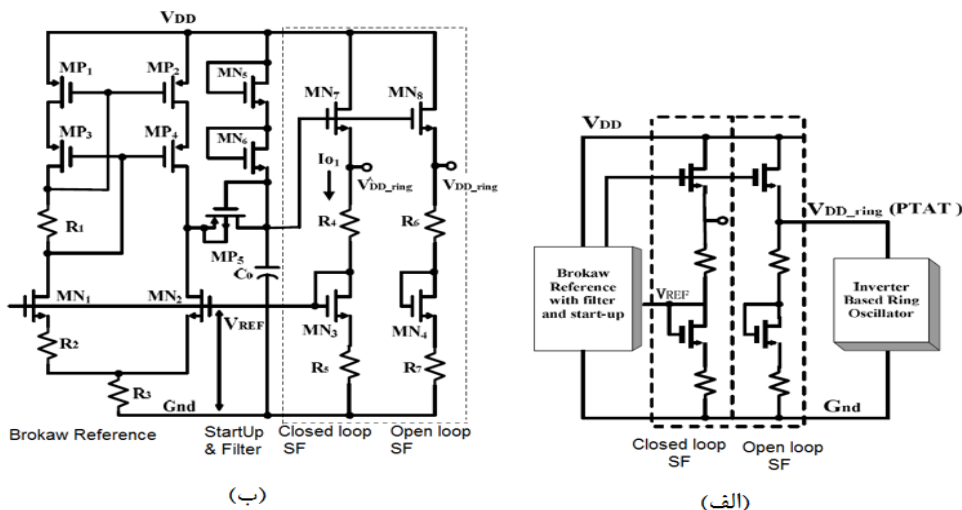 VDD
MP1
MP2
MN5
MN7
MN8
MP3
MP4
MN6
Io1
VDD_ring
VDD_ring
R1
R4
R6
MP5
Co
MN1
MN2
VREF
MN3
MN4
R2
R5
R7
R3
Gnd
Brokaw Reference
StartUp
& Filter
Closed loop
SF
Open loop
SF
(ب)
VDD
VDD_ring (PTAT)
Brokaw
Reference
with filter
and start-up
VREF
Inverter
Based Ring
Oscillator
Gnd
Closed loop
SF
Open loop
SF
(الف)